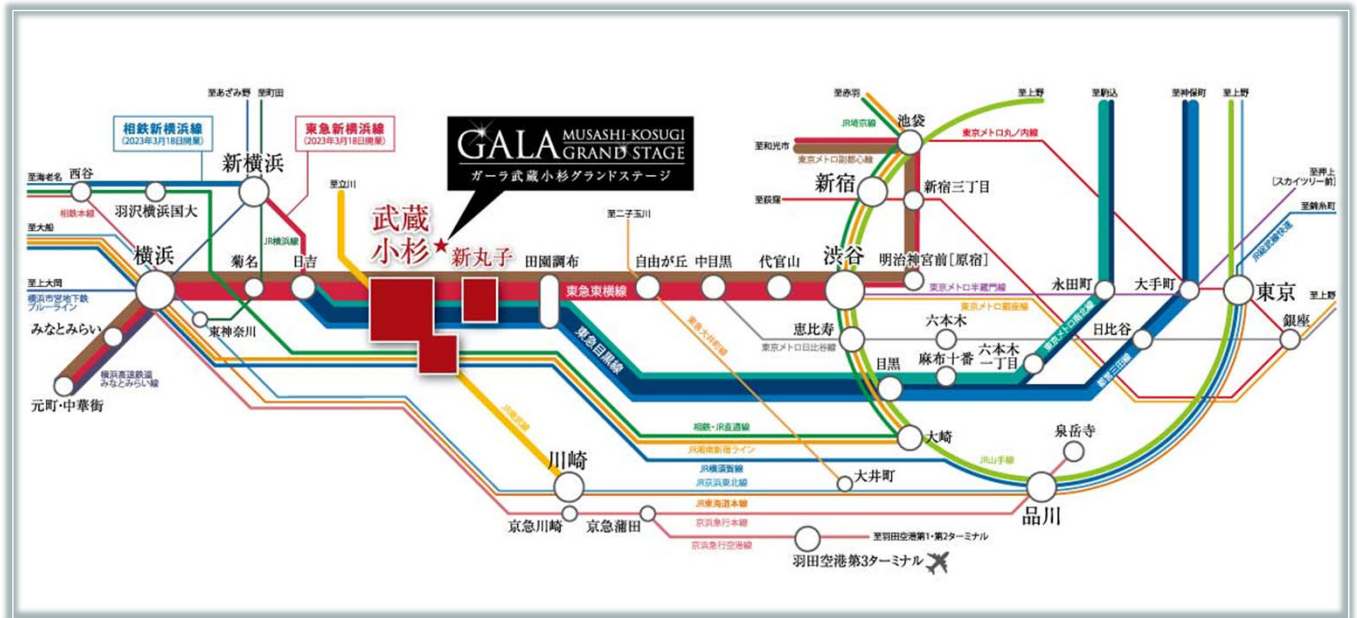 至あざみ野
至町田
相鉄新横浜線
(2023年3月18日開業)
東急新横浜線
(2023年3月18日開業)
新横浜
至海老名
西谷
羽沢横浜国大
相鉄本線
至大船
JR横浜線
至立川
GALA
MUSASHI-KOSUGI
GRAND STAGE
ガーラ武蔵小杉グランドステージ
武蔵
小杉
新丸子
横浜
菊名
日吉
田園調布
至二子玉川
自由が丘
中目黒
代官山
渋谷
明治神宮前[原宿]
至赤羽
JR埼京線
池袋
至和光市
東京メトロ副都心線
新宿
新宿三丁目
至荻窪
至上野
東京メトロ丸ノ内線
至駒込
至神保町
至上野
至押上
[スカイツリー前]
至錦糸町
JR総武線快速
至上大岡
横浜市営地下鉄
ブルーライン
みなとみらい
東神奈川
横浜高速鉄道
みなとみらい線
元町・中華街
東急東横線
東急目黒線
東急大井町線
東京メトロ半蔵門線
東京メトロ銀座線
永田町
大手町
東京
至上野
銀座
恵比寿
東京メトロ日比谷線
六本木
麻布十番
六本木
一丁目
東京メトロ南北線
日比谷
都営三田線
目黒
JR南武線
川崎
相鉄・JR直通線
JR湘南新宿ライン
JR横須賀線
JR京浜東北線
JR東海道本線
大崎
大井町
JR山手線
泉岳寺
品川
京急川崎
京急蒲田
京浜急行本線
京浜急行空港線
至羽田空港第1・第2ターミナル
羽田空港第3ターミナル